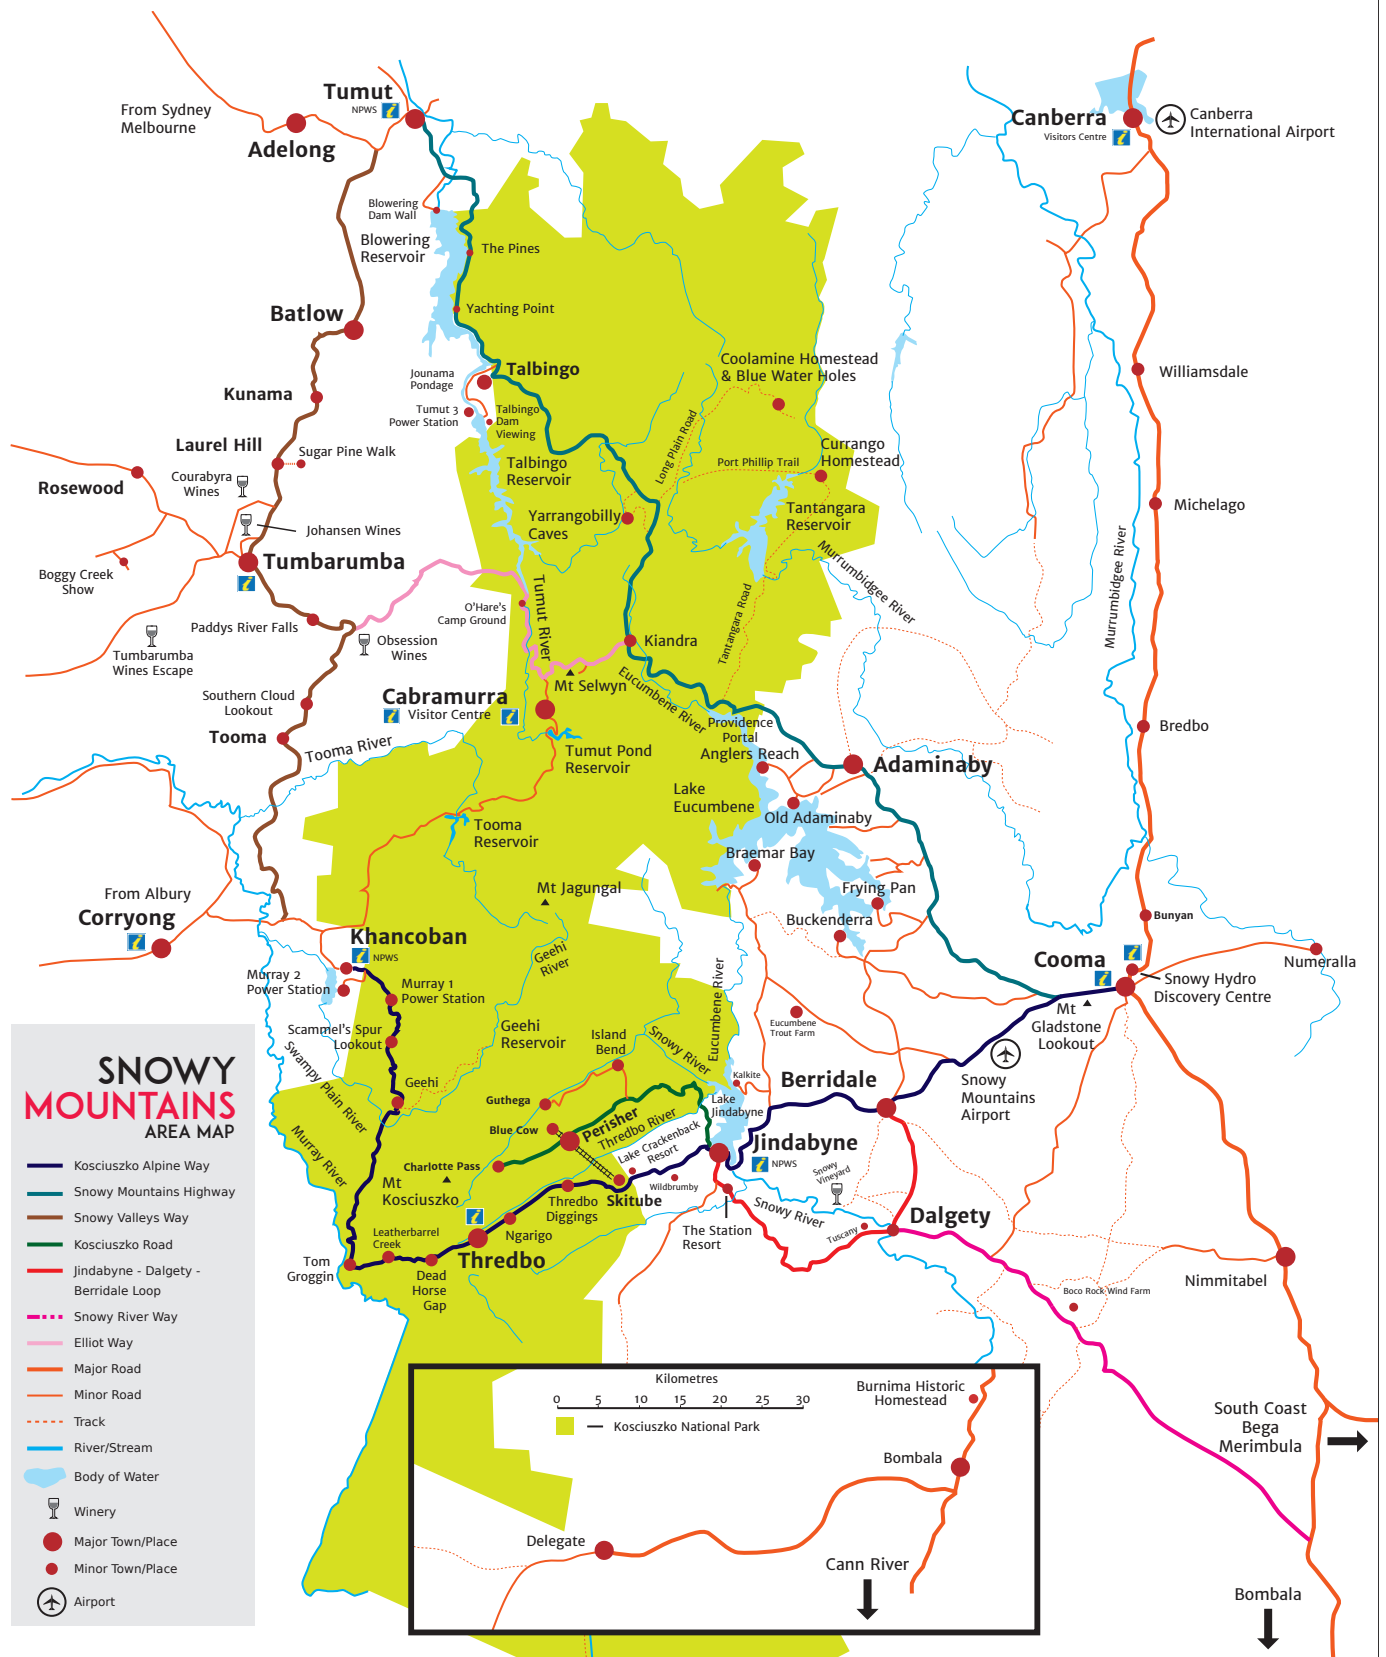 Tumut
NPWS
From Sydney
Melbourne
Adelong
Canberra
Visitors Centre
Canberra
International Airport
Blowering
Dam Wall
Blowering
Reservoir
The Pines
Yachting Point
Batlow
Talbingo
Jounama
Pondage
Tumut 3
Power Station
Talbingo
Dam
Viewing
Coolamine Homestead
& Blue Water Holes
Williamsdale
Kunama
Long Plain Road
Currango
Homestead
Port Phillip Trail
Laurel Hill
Sugar Pine Walk
Talbingo
Reservoir
Rosewood
Courabyra
Wines
Johansen Wines
Yarrangobilly
Caves
Tantangara
Reservoir
Michelago
Tumbarumba
Boggy Creek
Show
Murrumbidgee River
Murrumbidgee River
O'Hare's
Camp Ground
Tumut River
Tantangara Road
Paddys River Falls
Obsession
Wines
Tumbarumba
Wines Escape
Kiandra
Mt Selwyn
Eucumbene River
Southern Cloud
Lookout
Cabramurra
Visitor Centre
Providence
Portal
Anglers Reach
Bredbo
Tooma
Tooma River
Tumut Pond
Reservoir
Adaminaby
Lake
Eucumbene
Old Adaminaby
Tooma
Reservoir
Braemar Bay
From Albury
Corryong
Mt Jagungal
Frying Pan
Buckenderra
Bunyan
Khancoban
NPWS
Geehi
River
Cooma
Numeralla
Murray 2
Power Station
Murray 1
Power Station
Snowy Hydro
Discovery Centre
Mt
Gladstone
Lookout
Eucumbene River
Scammel's Spur
Lookout
Geehi
Reservoir
Island
Bend
Snowy River
Eucumbene
Trout Farm
Swampy Plain River
Geehi
Guthega
Kalkite
Berridale
Snowy
Mountains
Airport
Lake
Jindabyne
Blue Cow
Perisher
Thredbo River
Murray River
Charlotte Pass
Lake Crackenback
Resort
Jindabyne
NPWS
Mt
Kosciuszko
Skitube
Wildbrumby
Snowy
Vineyard
Thredbo
Diggings
Snowy River
Dalgety
Leatherbarrel
Creek
Ngarigo
The Station
Resort
Tuscany
Tom
Groggin
Thredbo
Dead
Horse
Gap
Nimmitabel
Boco Rock Wind Farm
SNOWY
MOUNTAINS
AREA MAP
Kosciuszko Alpine Way
Snowy Mountains Highway
Snowy Valleys Way
Kosciuszko Road
Jindabyne - Dalgety -
Berridale Loop
Snowy River Way
Elliot Way
Major Road
Minor Road
Track
River/Stream
Body of Water
Winery
Major Town/Place
Minor Town/Place
Airport
Kilometres
0 5 10 15 20 25 30
Kosciuszko National Park
Burnima Historic
Homestead
Bombala
Delegate
Cann River
South Coast
Bega
Merimbula
Bombala